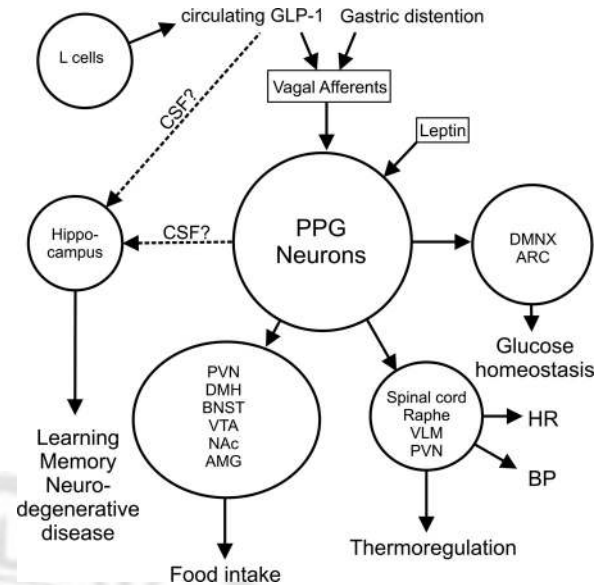 circulating GLP-1
Gastric distention
L cells
Vagal Afferents
CSF?
Leptin
PPG
Neurons
Hippo-
campus
CSF?
DMNX
ARC
Glucose
homeostasis
PVN
DMH
BNST
VTA
NAc
AMG
Spinal cord
Raphe
VLM
PVN
HR
BP
Learning
Memory
Neuro-
degenerative
disease
Thermoregulation
Food intake